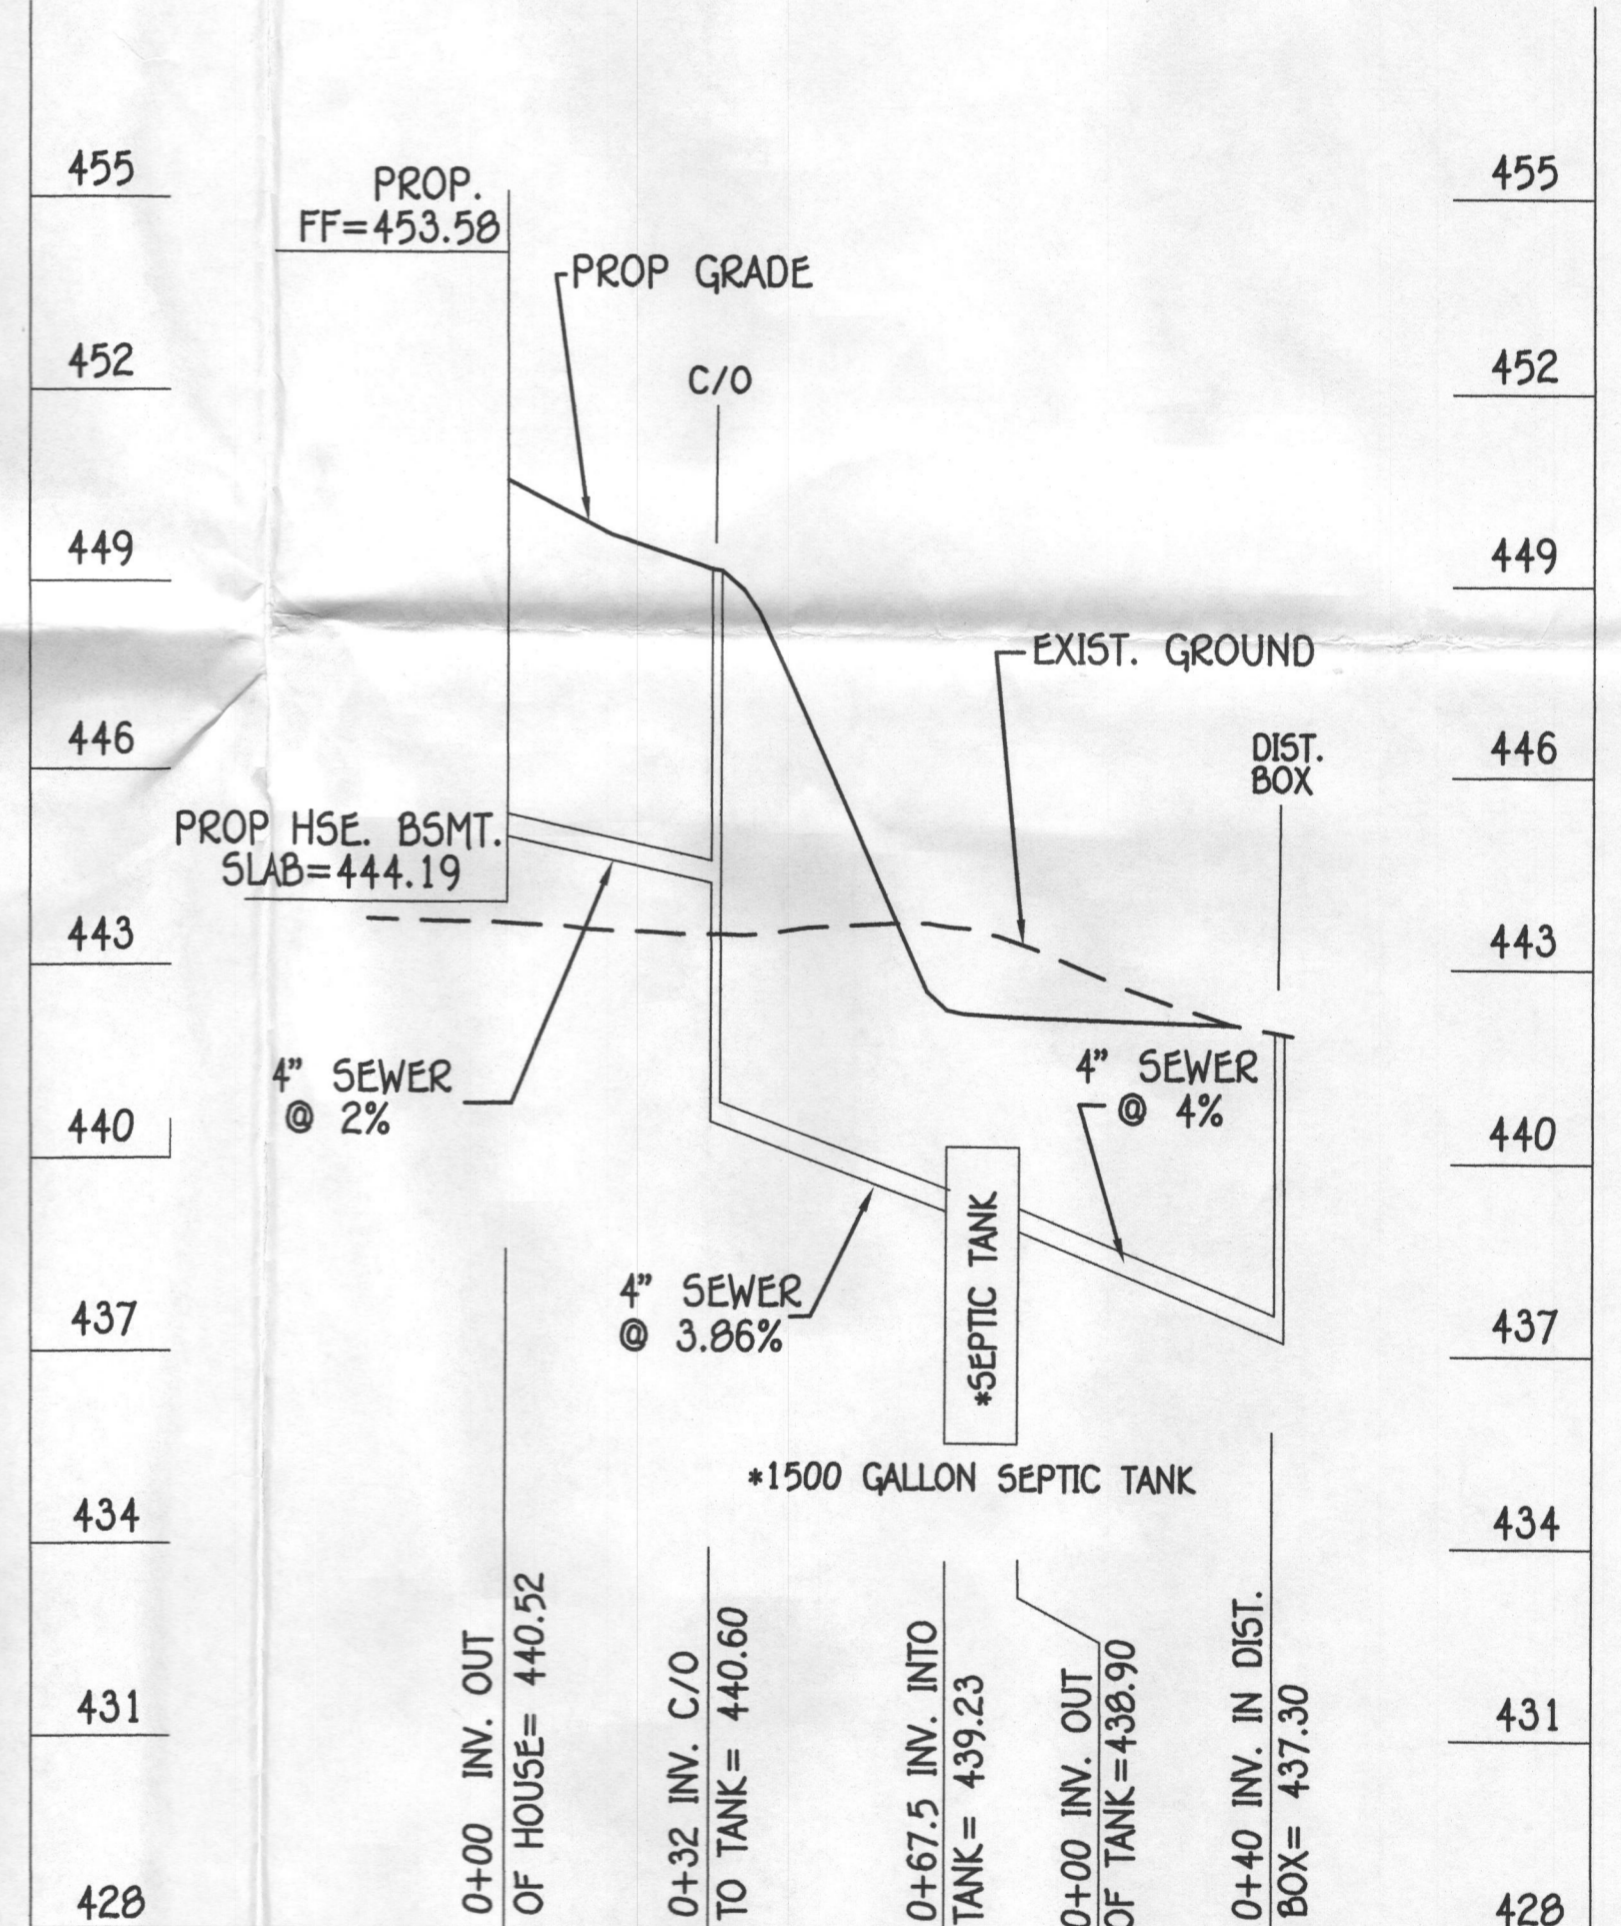 455
455
PROP.
FF=453.58
PROP GRADE
452
C/O
452
449
449
EXIST. GROUND
446
DIST.
BOX
446
PROP HSE. BSMT.
SLAB=444.19
443
443
4" SEWER
@ 2%
4" SEWER
@ 4%
440
440
*SEPTIC TANK
4" SEWER
@ 3.86%
437
437
*1500 GALLON SEPTIC TANK
434
434
0+00 INV. OUT
OF HOUSE= 440.52
0+32 INV. C/O
TO TANK= 440.60
0+67.5 INV. INTO
TANK= 439.23
0+00 INV. OUT
OF TANK=438.90
0+40 INV. IN DIST.
BOX= 437.30
431
431
428
428